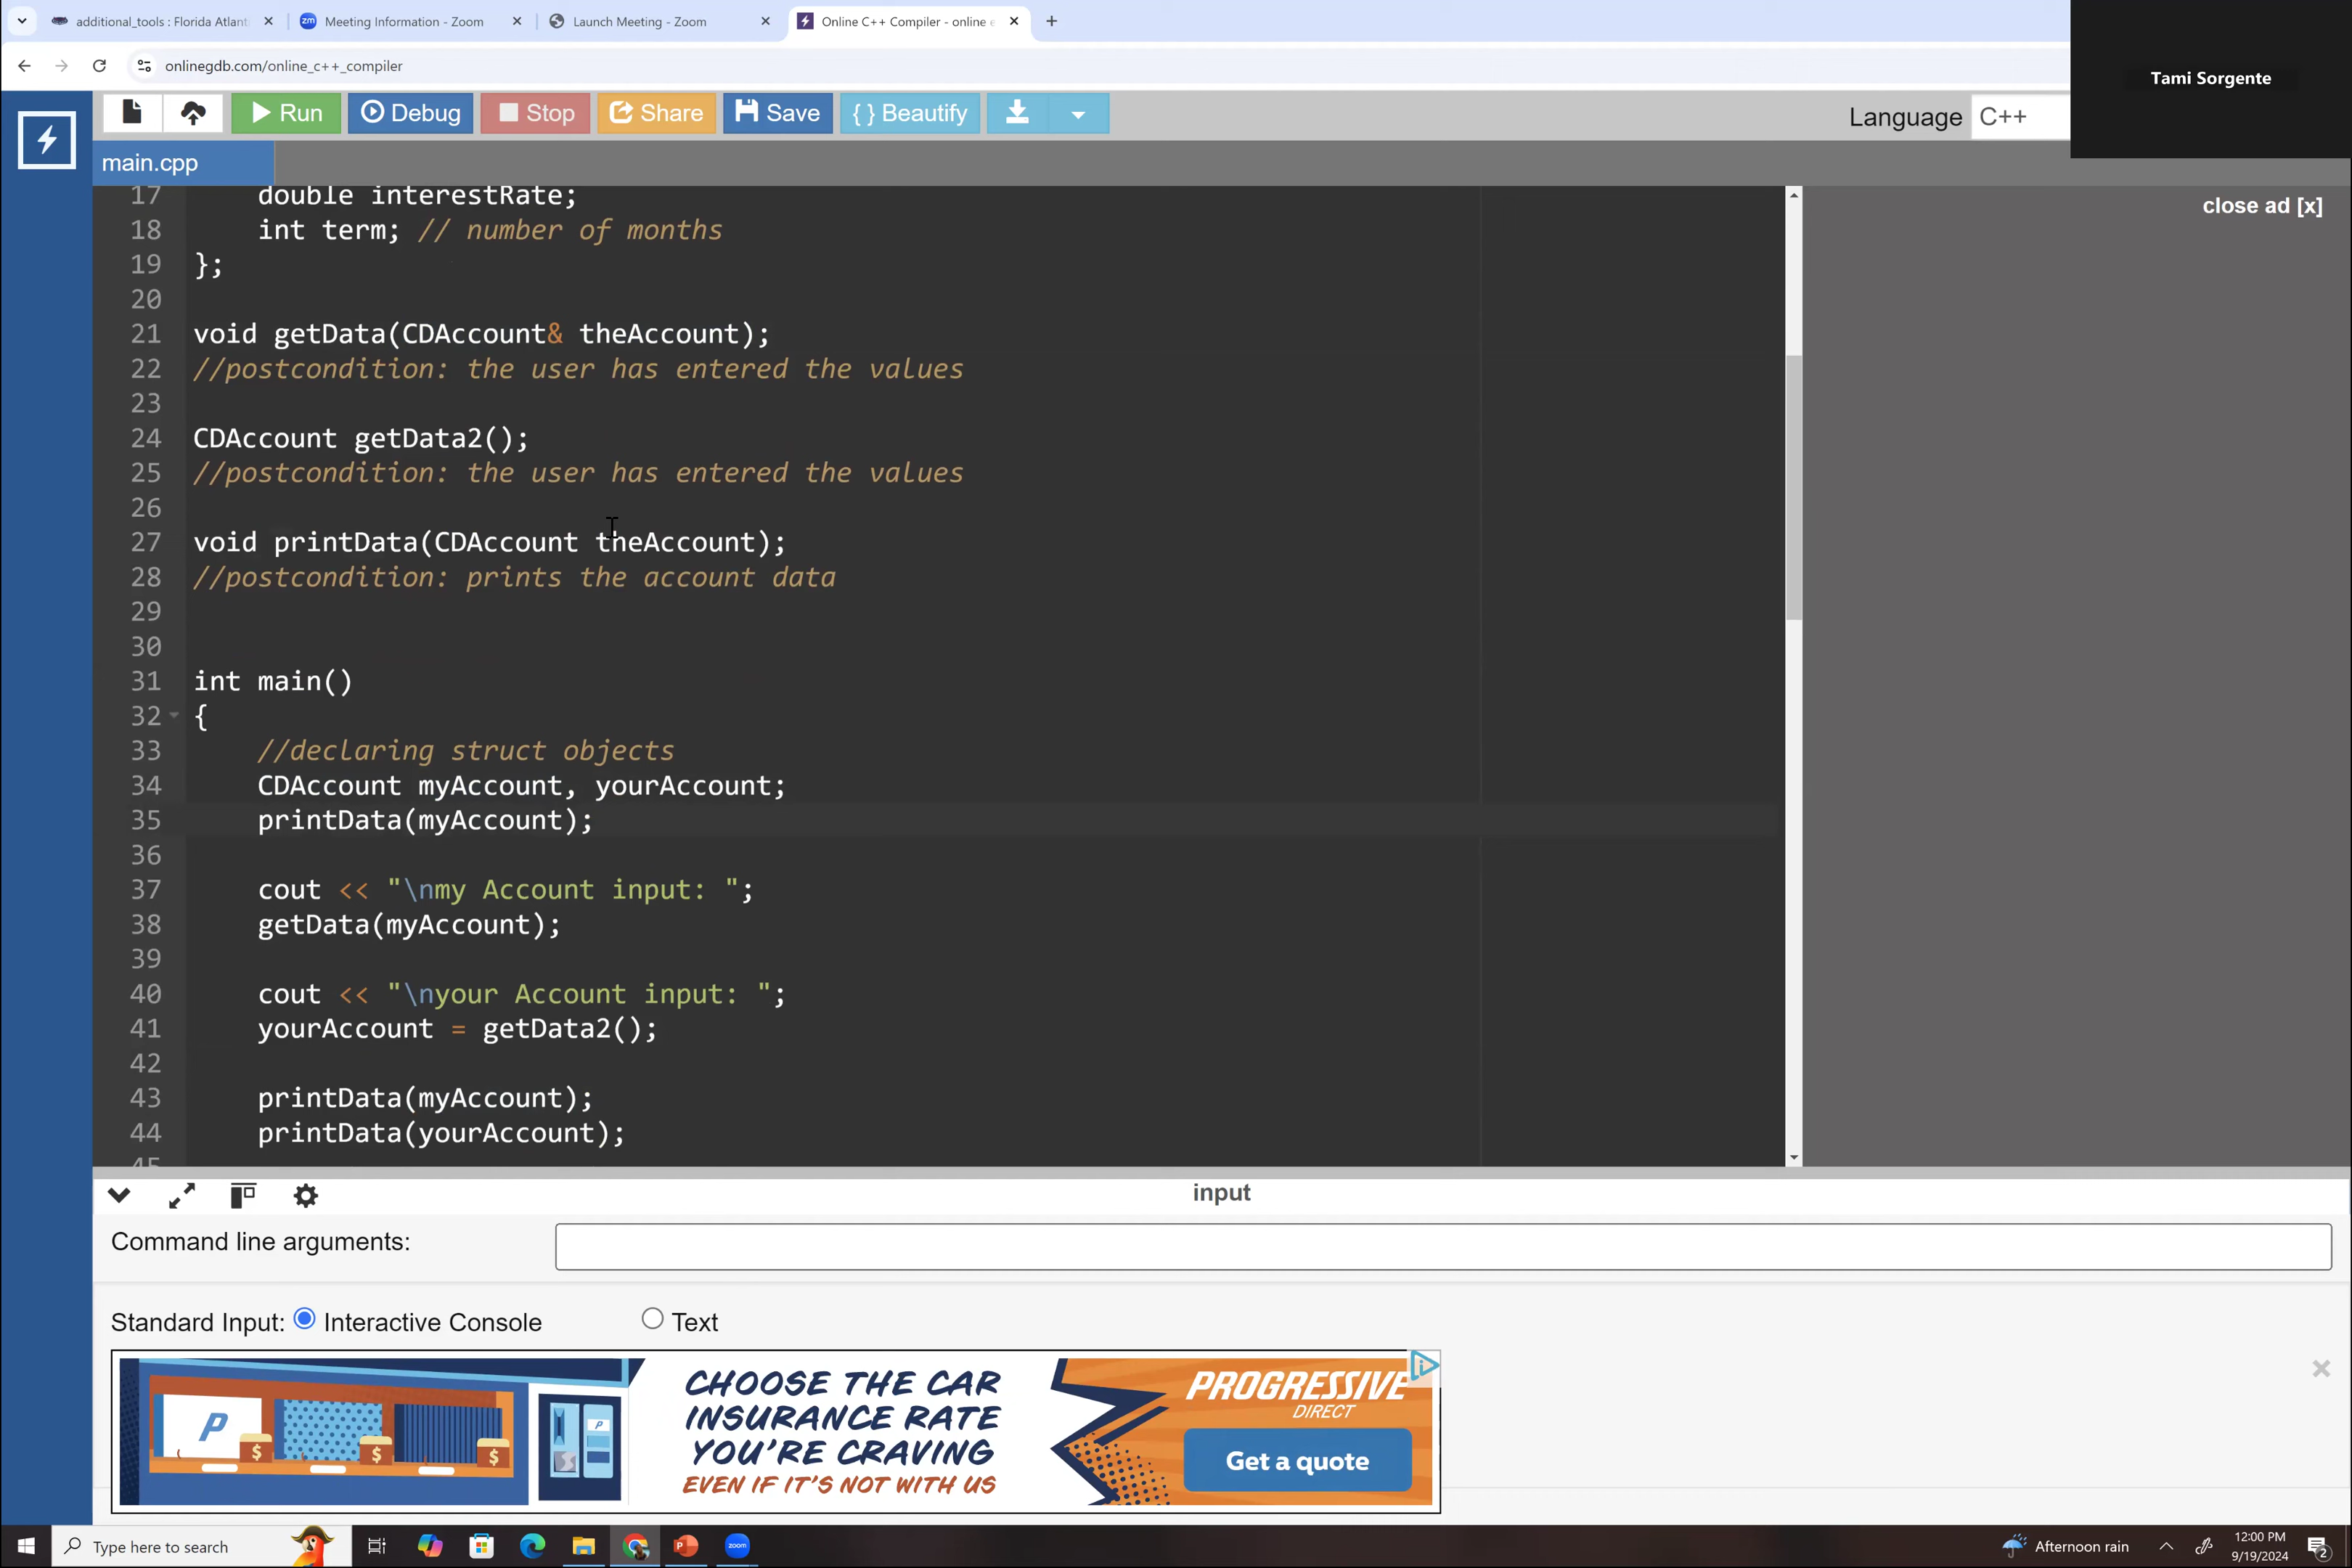 additional_tools : Florida Atlant
Meeting Information - Zoom
Launch Meeting - Zoom
Online C++ Compiler - online e
onlinegdb.com/online_c++_compiler
Tami Sorgente
Run
Debug
Stop
Share
Save
{ } Beautify
Language C++
main.cpp
close ad [x]
17 double interestRate;
18 int term; // number of months
19 };
20
21 void getData(CDAccount& theAccount);
22 //postcondition: the user has entered the values
23
24 CDAccount getData2();
25 //postcondition: the user has entered the values
26
27 void printData(CDAccount theAccount);
28 //postcondition: prints the account data
29
30
31 int main()
32 {
33 //declaring struct objects
34 CDAccount myAccount, yourAccount;
35 printData(myAccount);
36
37 cout << "\nmy Account input: ";
38 getData(myAccount);
39
40 cout << "\nyour Account input: ";
41 yourAccount = getData2();
42
43 printData(myAccount);
44 printData(yourAccount);
45
input
Command line arguments:
Standard Input: Interactive Console Text
CHOOSE THE CAR
INSURANCE RATE
YOU'RE CRAVING
EVEN IF IT'S NOT WITH US
PROGRESSIVE
DIRECT
Get a quote
Type here to search
zoom
Afternoon rain
12:00 PM
9/19/2024
2